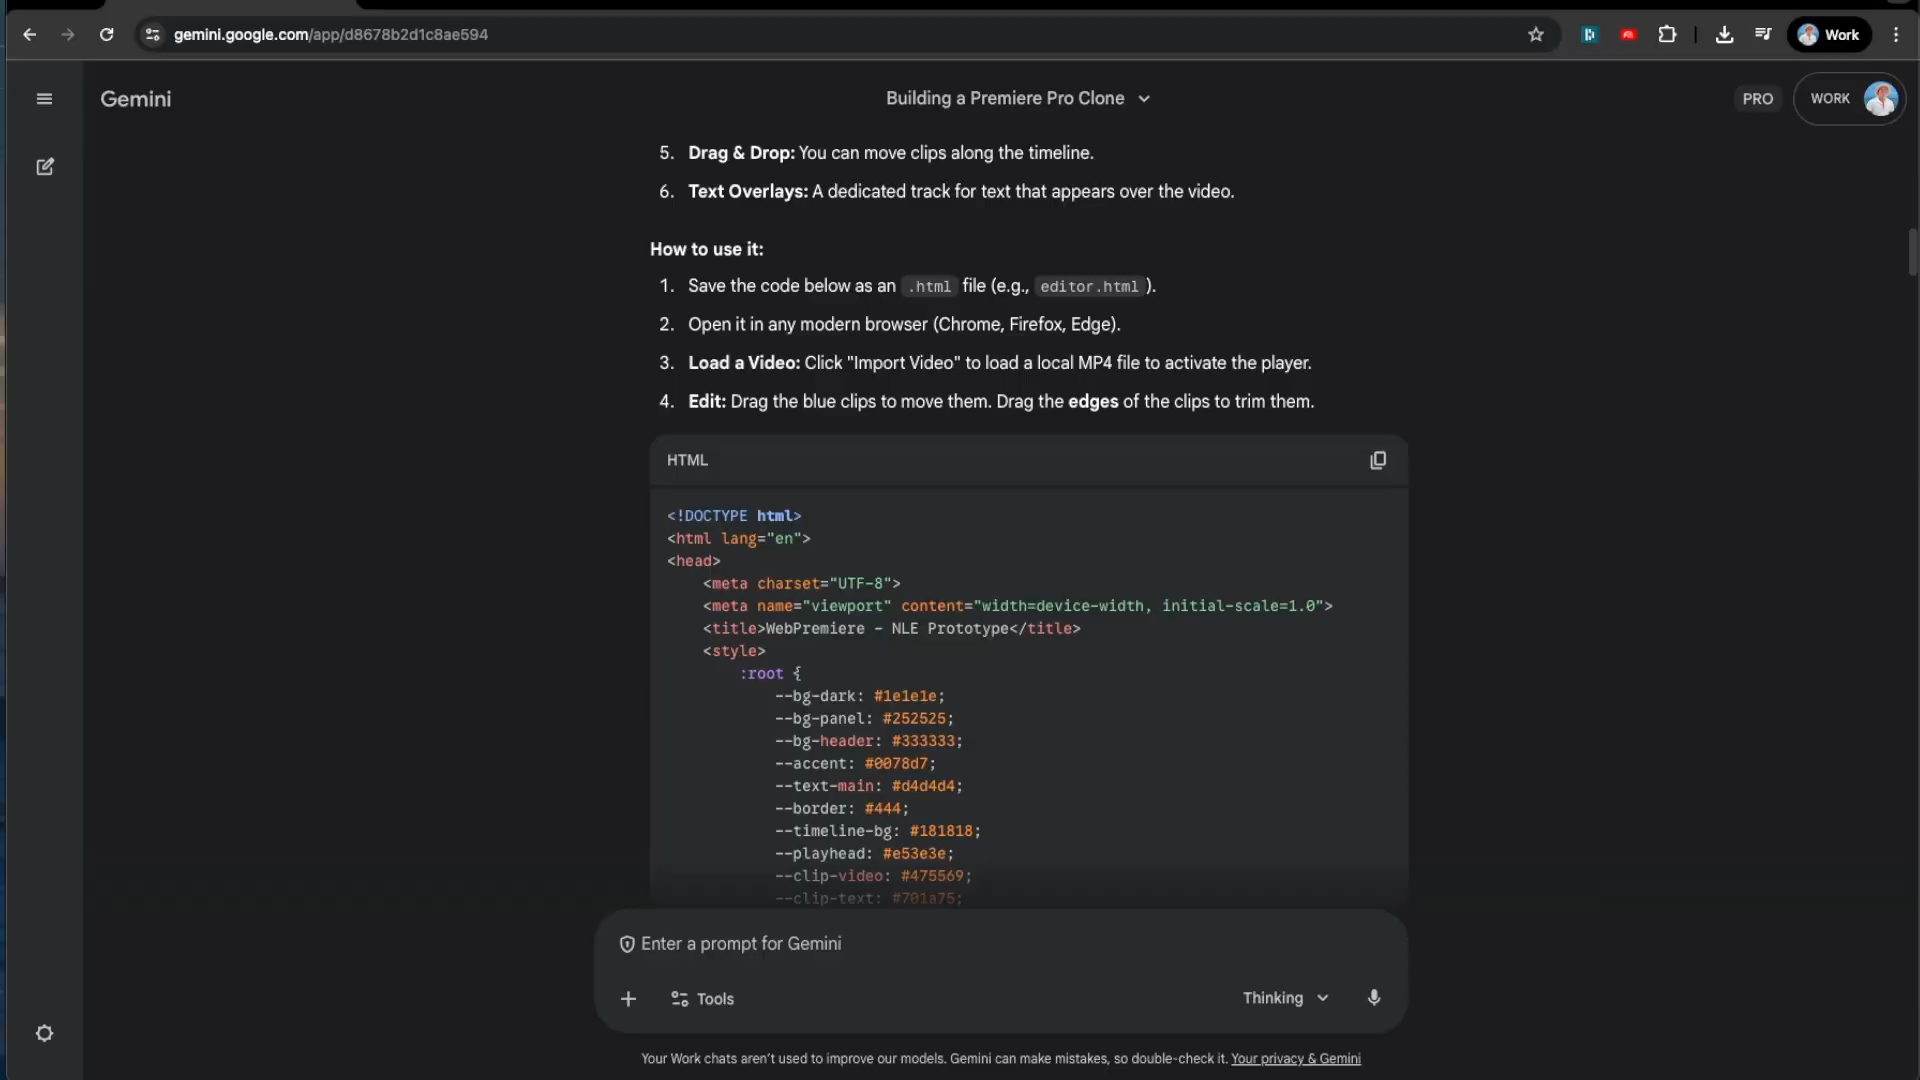 gemini.google.com/app/d8678b2d1c8ae594
Work
Gemini
Building a Premiere Pro Clone
PRO
WORK
5. Drag & Drop: You can move clips along the timeline.
6. Text Overlays: A dedicated track for text that appears over the video.
How to use it:
1. Save the code below as an .html file (e.g., editor.html ).
2. Open it in any modern browser (Chrome, Firefox, Edge).
3. Load a Video: Click "Import Video" to load a local MP4 file to activate the player.
4. Edit: Drag the blue clips to move them. Drag the edges of the clips to trim them.
HTML
<!DOCTYPE html>
<html lang="en">
<head>
<meta charset="UTF-8">
<meta name="viewport" content="width=device-width, initial-scale=1.0">
<title>WebPremiere - NLE Prototype</title>
<style>
:root {
--bg-dark: #1e1e1e;
--bg-panel: #252525;
--bg-header: #333333;
--accent: #0078d7;
--text-main: #d4d4d4;
--border: #444;
--timeline-bg: #181818;
--playhead: #e53e3e;
--clip-video: #475569;
--clip-text: #701a75;
Enter a prompt for Gemini
Tools
Thinking
Your Work chats aren't used to improve our models. Gemini can make mistakes, so double-check it. Your privacy & Gemini